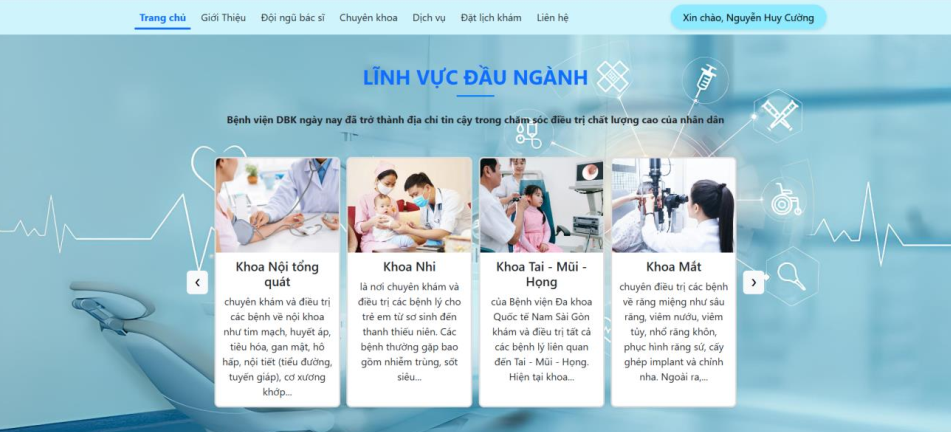 Trang chủ Giới Thiệu Đội ngũ bác sĩ Chuyên khoa Dịch vụ Đặt lịch khám Liên hệ Xin chào, Nguyễn Huy Cường
LĨNH VỰC ĐẦU NGÀNH
Bệnh viện DBK ngày nay đã trở thành địa chỉ tin cậy trong chăm sóc điều trị chất lượng cao của nhân dân
Khoa Nội tổng
quát
chuyên khám và điều trị
các bệnh về nội khoa
như tim mạch, huyết áp,
tiêu hóa, gan mật, hô
hấp, nội tiết (tiểu đường,
tuyến giáp), cơ xương
khớp...
Khoa Nhi
là nơi chuyên khám và
điều trị các bệnh lý cho
trẻ em từ sơ sinh đến
thanh thiếu niên. Các
bệnh thường gặp bao
gồm nhiễm trùng, sốt
siêu...
Khoa Tai - Mũi -
Họng
của Bệnh viện Đa khoa
Quốc tế Nam Sài Gòn
khám và điều trị tất cả
các bệnh lý liên quan
đến Tai - Mũi - Họng.
Hiện tại khoa...
Khoa Mắt
chuyên điều trị các bệnh
về răng miệng như sâu
răng, viêm nướu, viêm
tủy, nhổ răng khôn,
phục hình răng sứ, cấy
ghép implant và chỉnh
nha. Ngoài ra,...